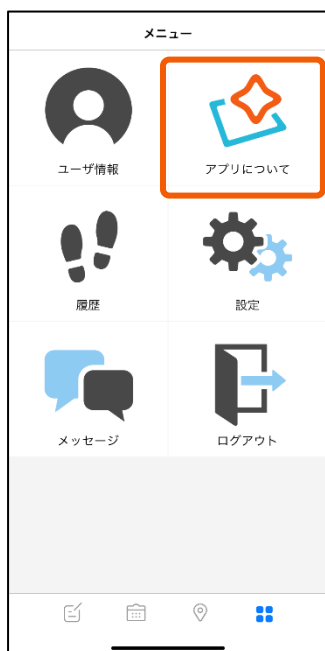 メニュー
ユーザ情報
アプリについて
履歴
設定
メッセージ
ログアウト